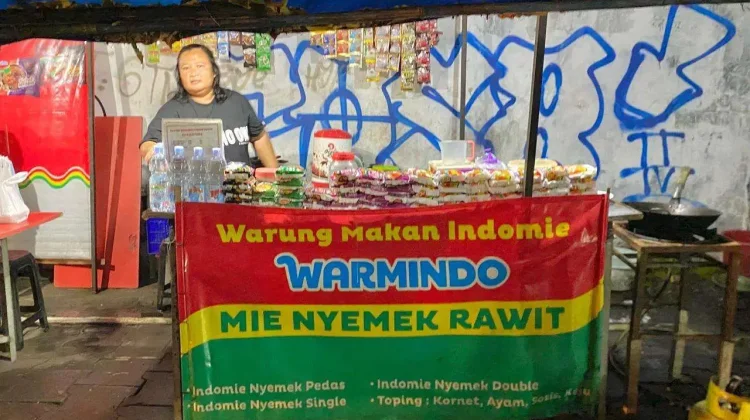 Warung Makan Indomie
WARMINDO
MIE NYEMEK RAWIT
• Indomie Nyemek Pedas
• Indomie Nyemek Single
• Indomie Nyemek Double
• Toping : Kornet, Ayam, Sosis, Keju